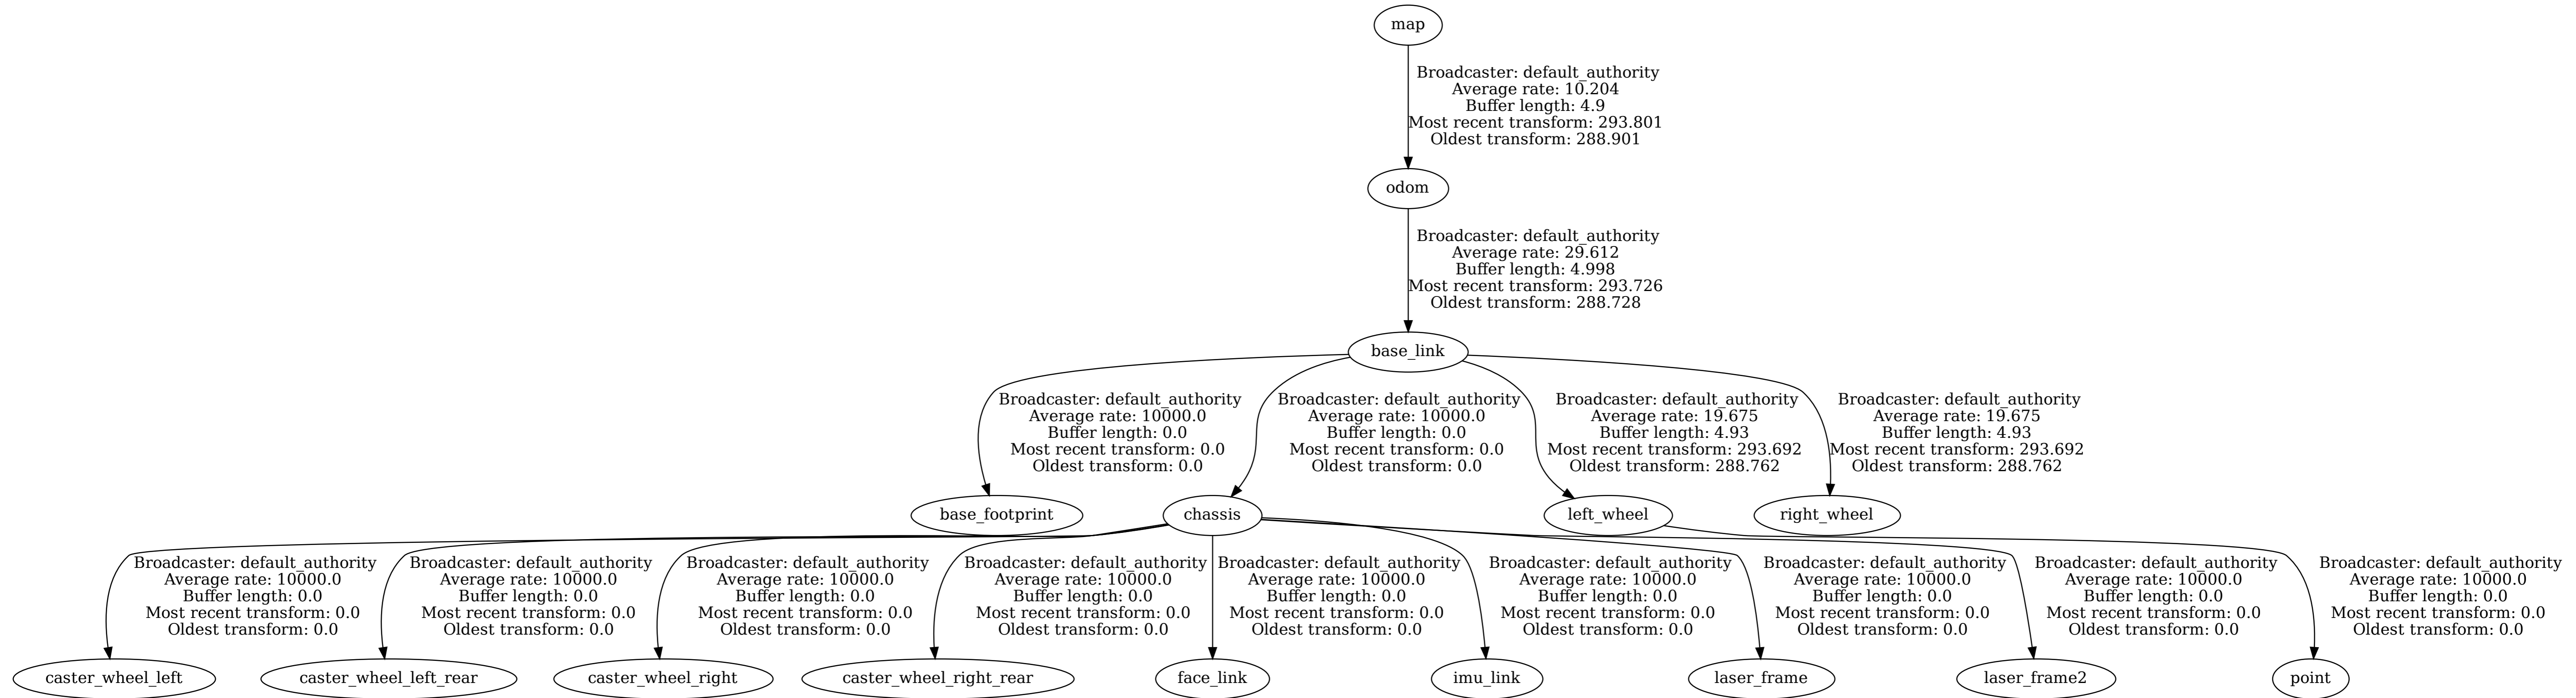 map
Broadcaster: default_authority
Average rate: 10.204
Buffer length: 4.9
Most recent transform: 293.801
Oldest transform: 288.901
odom
Broadcaster: default_authority
Average rate: 29.612
Buffer length: 4.998
Most recent transform: 293.726
Oldest transform: 288.728
base_link
Broadcaster: default_authority
Average rate: 10000.0
Buffer length: 0.0
Most recent transform: 0.0
Oldest transform: 0.0
Broadcaster: default_authority
Average rate: 10000.0
Buffer length: 0.0
Most recent transform: 0.0
Oldest transform: 0.0
Broadcaster: default_authority
Average rate: 19.675
Buffer length: 4.93
Most recent transform: 293.692
Oldest transform: 288.762
Broadcaster: default_authority
Average rate: 19.675
Buffer length: 4.93
Most recent transform: 293.692
Oldest transform: 288.762
base_footprint
chassis
left_wheel
right_wheel
Broadcaster: default_authority
Average rate: 10000.0
Buffer length: 0.0
Most recent transform: 0.0
Oldest transform: 0.0
Broadcaster: default_authority
Average rate: 10000.0
Buffer length: 0.0
Most recent transform: 0.0
Oldest transform: 0.0
Broadcaster: default_authority
Average rate: 10000.0
Buffer length: 0.0
Most recent transform: 0.0
Oldest transform: 0.0
Broadcaster: default_authority
Average rate: 10000.0
Buffer length: 0.0
Most recent transform: 0.0
Oldest transform: 0.0
Broadcaster: default_authority
Average rate: 10000.0
Buffer length: 0.0
Most recent transform: 0.0
Oldest transform: 0.0
Broadcaster: default_authority
Average rate: 10000.0
Buffer length: 0.0
Most recent transform: 0.0
Oldest transform: 0.0
Broadcaster: default_authority
Average rate: 10000.0
Buffer length: 0.0
Most recent transform: 0.0
Oldest transform: 0.0
Broadcaster: default_authority
Average rate: 10000.0
Buffer length: 0.0
Most recent transform: 0.0
Oldest transform: 0.0
Broadcaster: default_authority
Average rate: 10000.0
Buffer length: 0.0
Most recent transform: 0.0
Oldest transform: 0.0
caster_wheel_left
caster_wheel_left_rear
caster_wheel_right
caster_wheel_right_rear
face_link
imu_link
laser_frame
laser_frame2
point